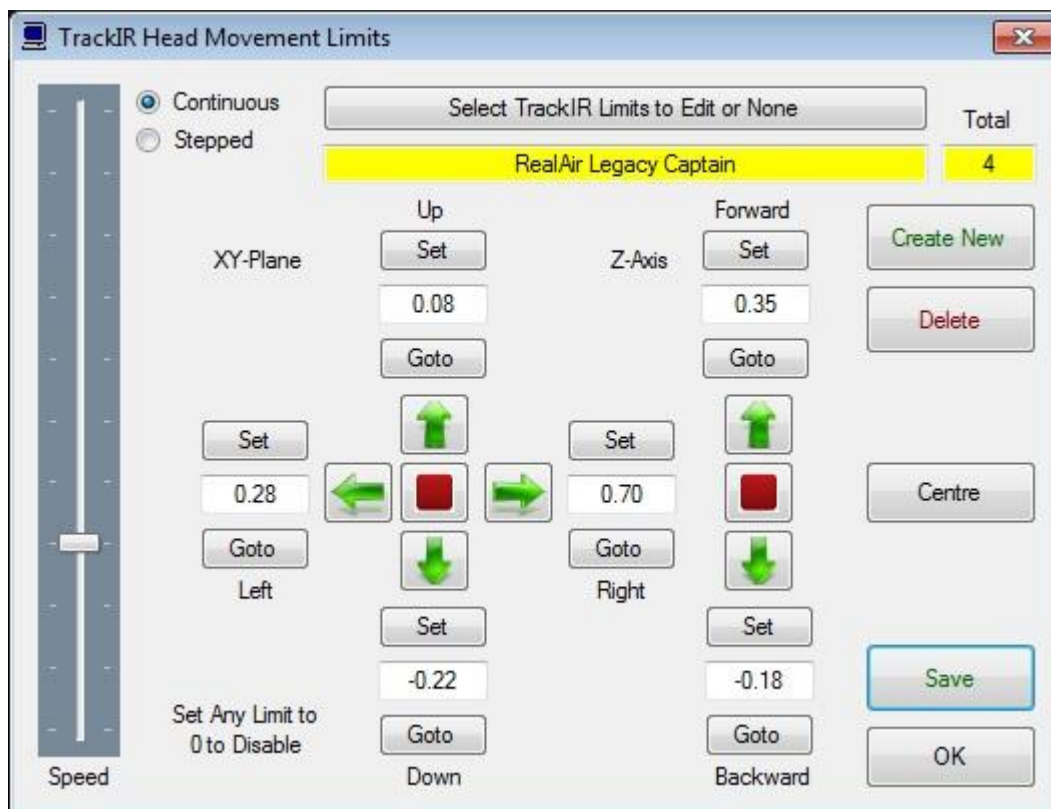 TrackIR Head Movement Limits
Continuous
Stepped
Select TrackIR Limits to Edit or None
Total
RealAir Legacy Captain
4
Up
Forward
XY-Plane
Set
Z-Axis
Set
Create New
0.08
0.35
Delete
Goto
Goto
Set
Set
0.28
0.70
Centre
Goto
Goto
Left
Right
Set
Set
-0.22
-0.18
Save
Set Any Limit to
0 to Disable
Goto
Goto
OK
Speed
Down
Backward